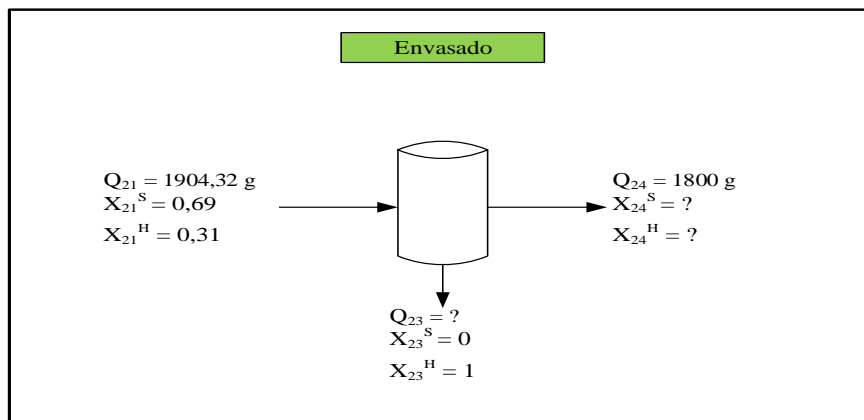 Envasado
Q₂₁ = 1904,32 g
X₂₁ˢ = 0,69
X₂₁ᴴ = 0,31
Q₂₄ = 1800 g
X₂₄ˢ = ?
X₂₄ᴴ = ?
Q₂₃ = ?
X₂₃ˢ = 0
X₂₃ᴴ = 1